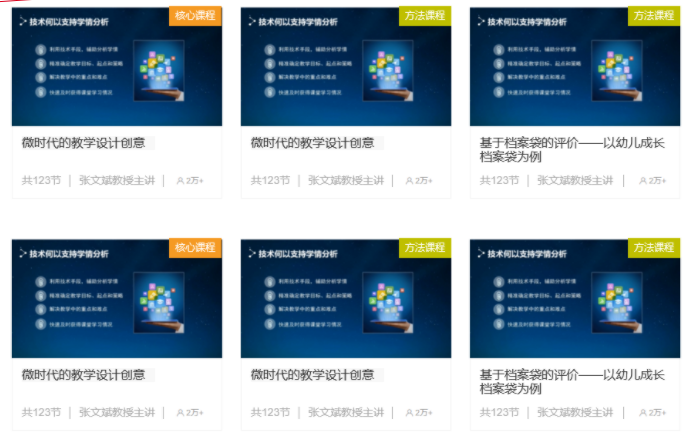 核心课程
技术何以支持学情分析
利用技术手段，辅助分析学情
精准确定教学目标、起点和策略
解决教学中的重点和难点
快速及时获得课堂学习情况
微时代的教学设计创意
共123节 | 张文斌教授主讲 | 2万+
方法课程
技术何以支持学情分析
利用技术手段，辅助分析学情
精准确定教学目标、起点和策略
解决教学中的重点和难点
快速及时获得课堂学习情况
微时代的教学设计创意
共123节 | 张文斌教授主讲 | 2万+
方法课程
技术何以支持学情分析
利用技术手段，辅助分析学情
精准确定教学目标、起点和策略
解决教学中的重点和难点
快速及时获得课堂学习情况
基于档案袋的评价——以幼儿成长
档案袋为例
共123节 | 张文斌教授主讲 | 2万+
核心课程
技术何以支持学情分析
利用技术手段，辅助分析学情
精准确定教学目标、起点和策略
解决教学中的重点和难点
快速及时获得课堂学习情况
微时代的教学设计创意
共123节 | 张文斌教授主讲 | 2万+
方法课程
技术何以支持学情分析
利用技术手段，辅助分析学情
精准确定教学目标、起点和策略
解决教学中的重点和难点
快速及时获得课堂学习情况
微时代的教学设计创意
共123节 | 张文斌教授主讲 | 2万+
方法课程
技术何以支持学情分析
利用技术手段，辅助分析学情
精准确定教学目标、起点和策略
解决教学中的重点和难点
快速及时获得课堂学习情况
基于档案袋的评价——以幼儿成长
档案袋为例
共123节 | 张文斌教授主讲 | 2万+